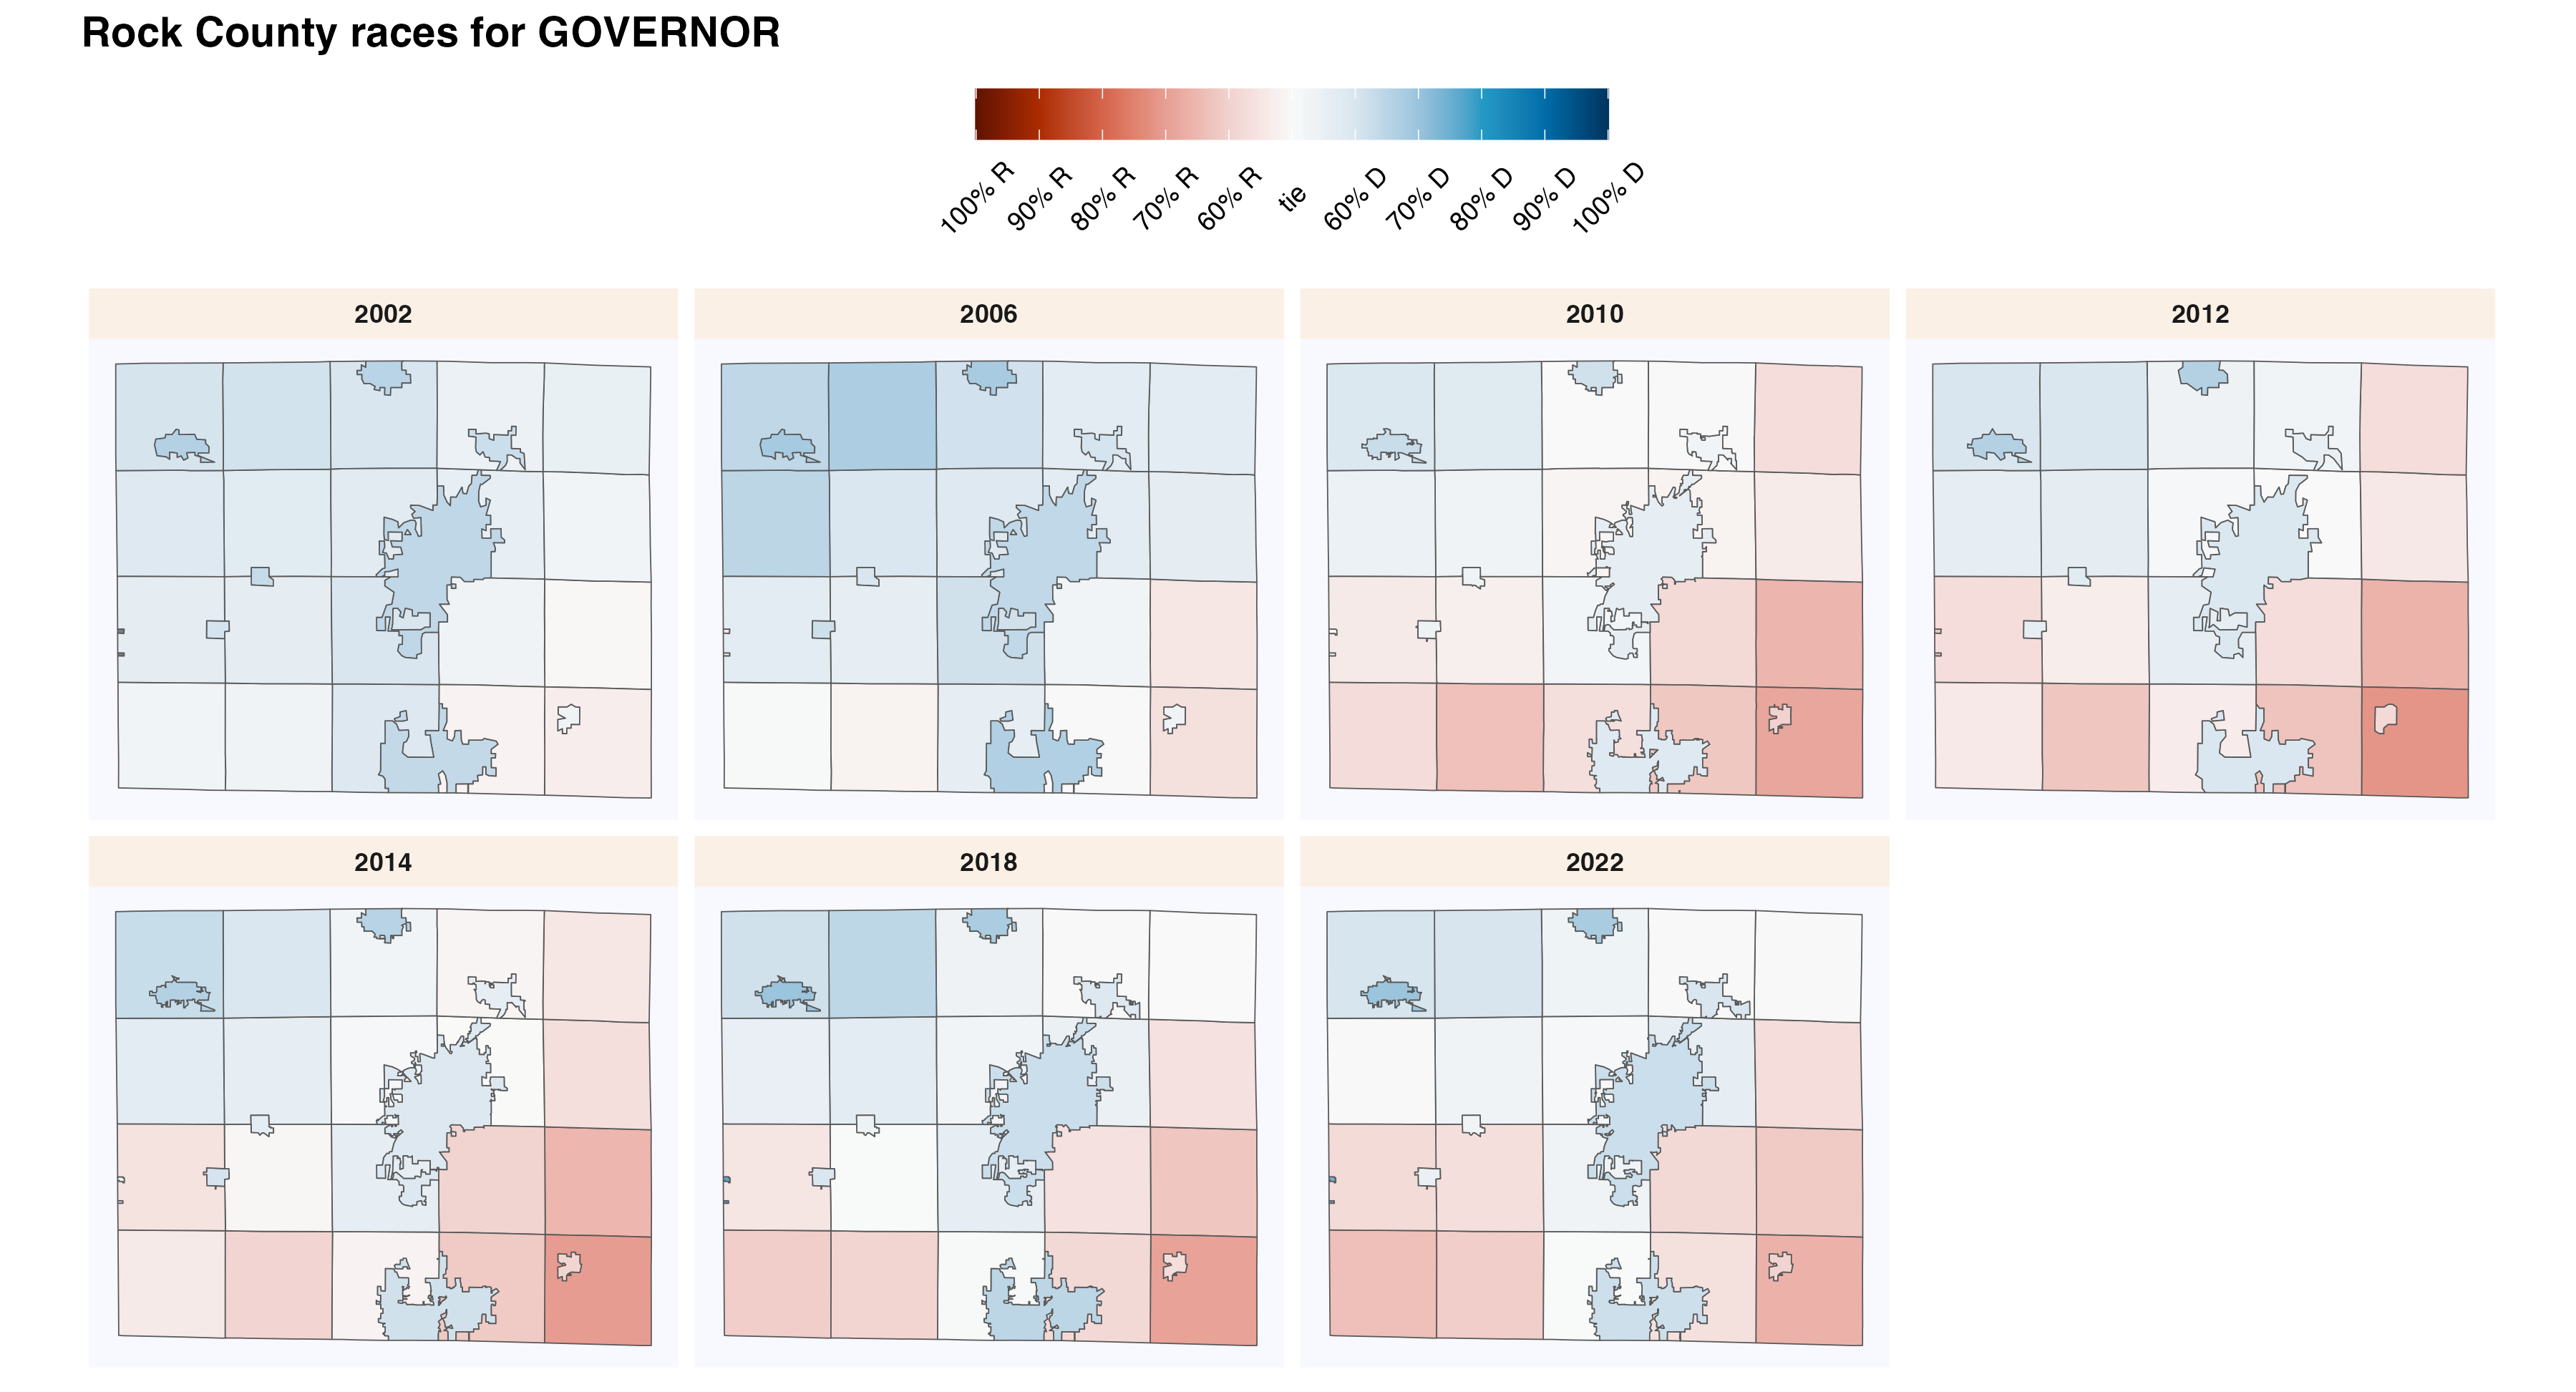 Rock County races for GOVERNOR
100% R 90% R 80% R 70% R 60% R tie 60% D 70% D 80% D 90% D 100% D
2002 2006 2010 2012
2014 2018 2022